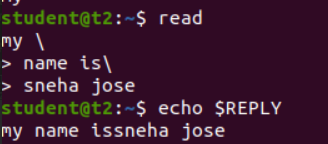 student@t2:~$ read
my \
> name is\
> sneha jose
student@t2:~$ echo $REPLY
my name issneha jose